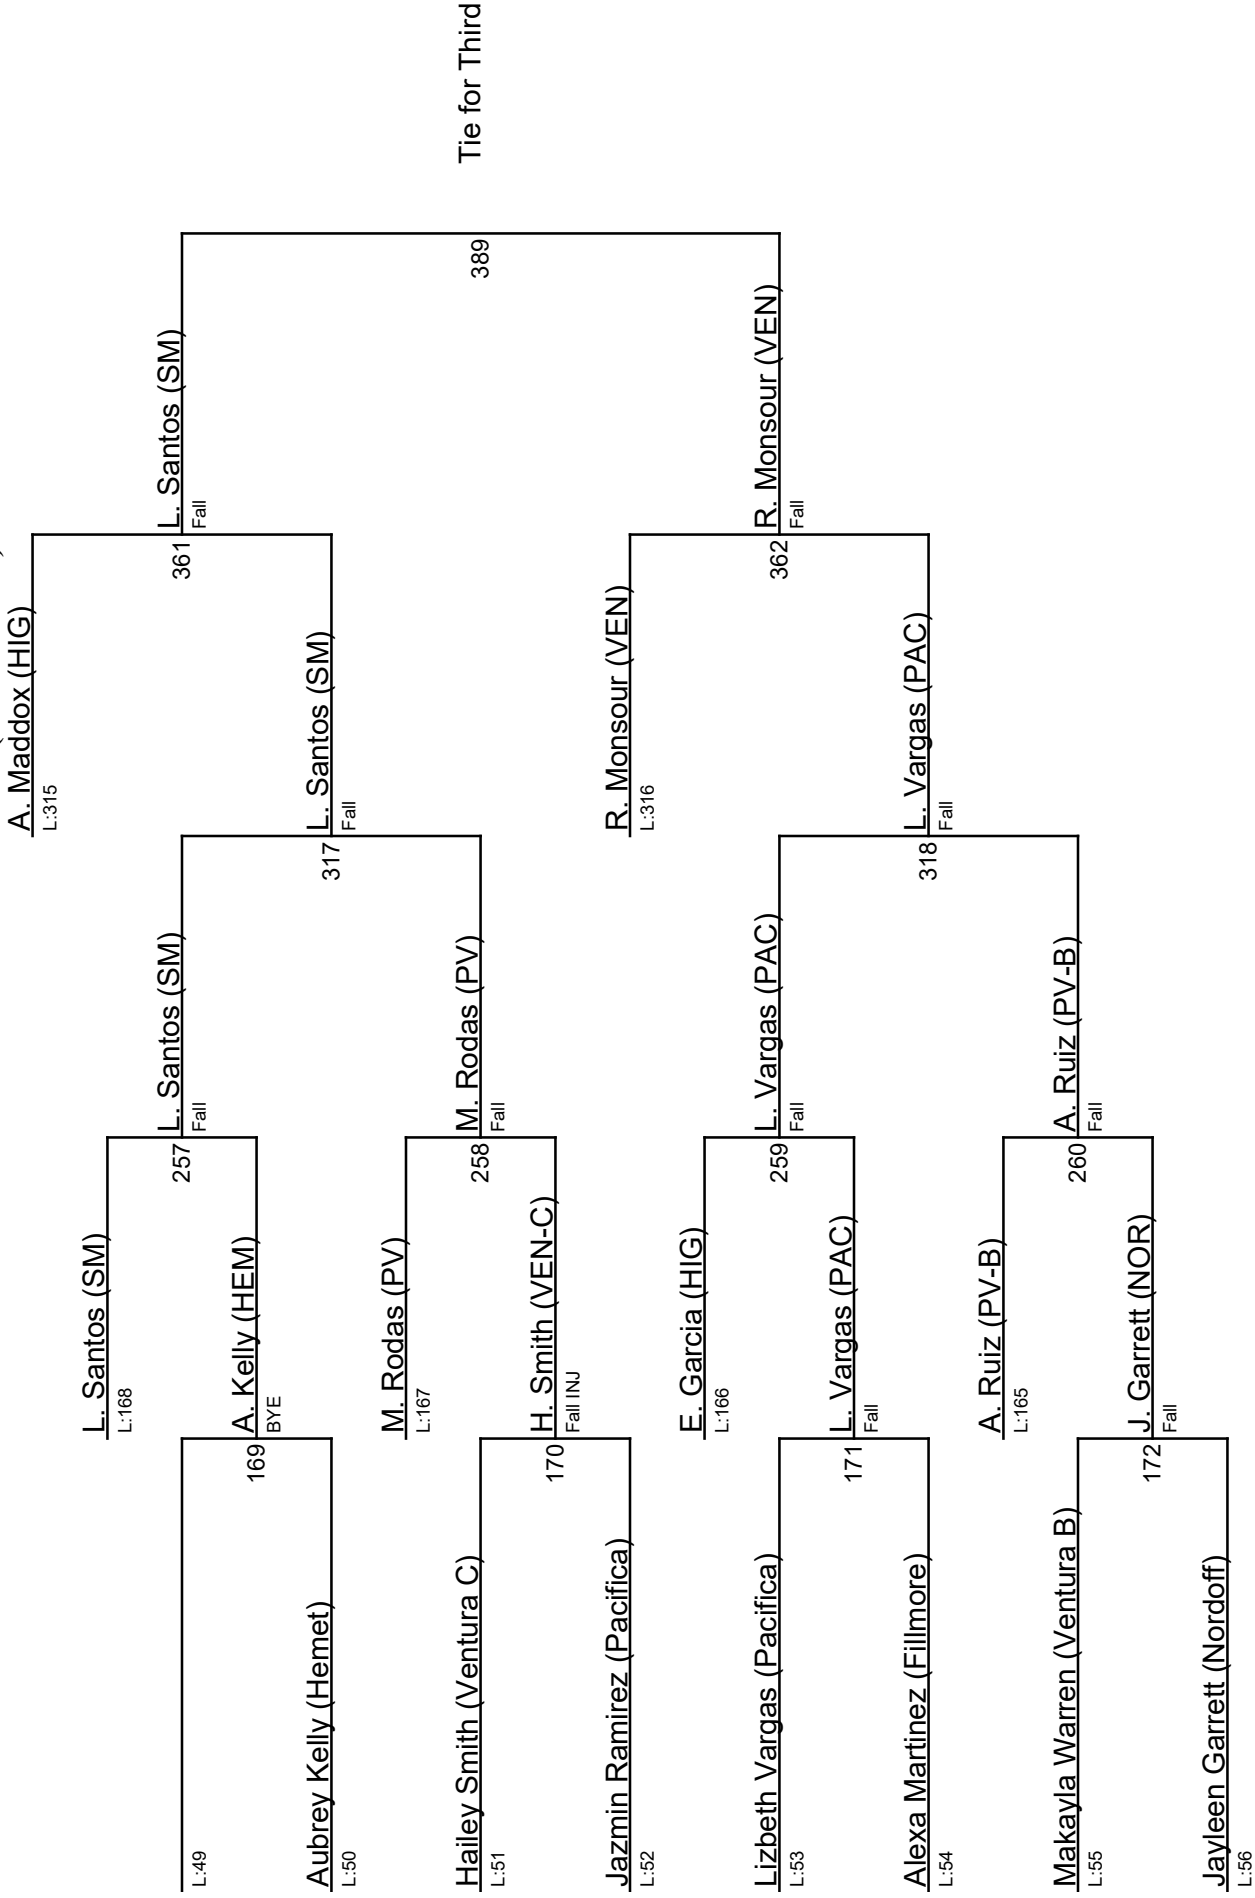 L:49
Aubrey Kelly (Hemet)
L:50
Hailey Smith (Ventura C)
L:51
Jazmin Ramirez (Pacifica)
L:52
Lizbeth Vargas (Pacifica)
L:53
Alexa Martinez (Fillmore)
L:54
Makayla Warren (Ventura B)
L:55
Jayleen Garrett (Nordoff)
L:56
169
170
171
172
L. Santos (SM)
L:168
A. Kelly (HEM)
BYE
M. Rodas (PV)
L:167
H. Smith (VEN-C)
Fall INJ
E. Garcia (HIG)
L:166
L. Vargas (PAC)
Fall
A. Ruiz (PV-B)
L:165
J. Garrett (NOR)
Fall
257
258
259
260
L. Santos (SM)
Fall
M. Rodas (PV)
Fall
L. Vargas (PAC)
Fall
A. Ruiz (PV-B)
Fall
317
318
A. Maddox (HIG)
L:315
L. Santos (SM)
Fall
R. Monsour (VEN)
L:316
L. Vargas (PAC)
Fall
361
362
L. Santos (SM)
Fall
R. Monsour (VEN)
Fall
389
Tie for Third